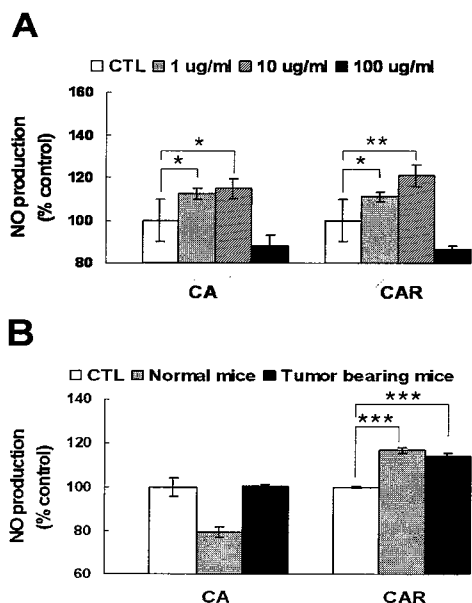 A
CTL 1 ug/ml 10 ug/ml 100 ug/ml
NO production
(% control)
160
140
120
100
80
* * * **
CA CAR
B
CTL Normal mice Tumor bearing mice
NO production
(% control)
140
120
100
80
60
*** ***
CA CAR